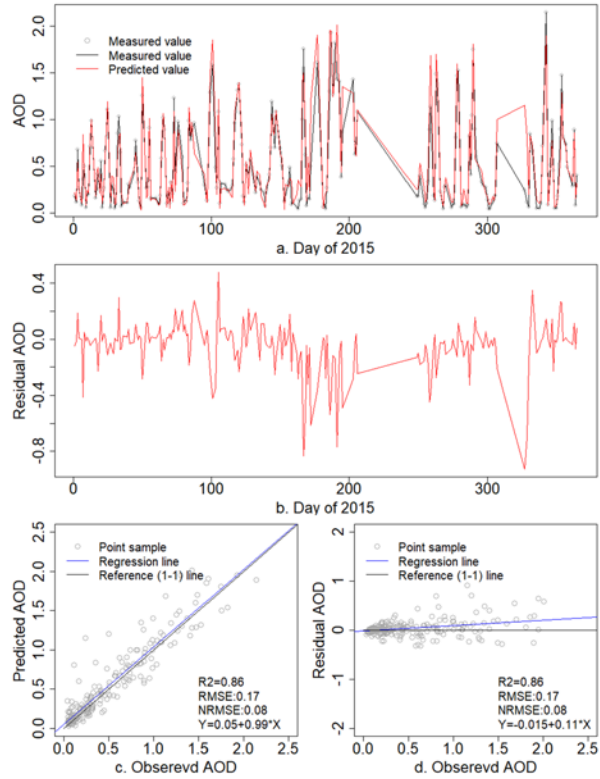 Measured value
Measured value
Predicted value
AOD
0.0 0.5 1.0 1.5 2.0
0 100 200 300
a. Day of 2015
Residual AOD
-0.8 -0.4 0.0 0.4
0 100 200 300
b. Day of 2015
Point sample
Regression line
Reference (1-1) line
Predicted AOD
0.0 0.5 1.0 1.5 2.0 2.5
R2=0.86
RMSE:0.17
NRMSE:0.08
Y=0.05+0.99*X
0.0 0.5 1.0 1.5 2.0 2.5
c. Obserevd AOD
Point sample
Regression line
Reference (1-1) line
Residual AOD
-2 -1 0 1 2
R2=0.86
RMSE:0.17
NRMSE:0.08
Y=-0.015+0.11*X
0.0 0.5 1.0 1.5 2.0 2.5
d. Obserevd AOD